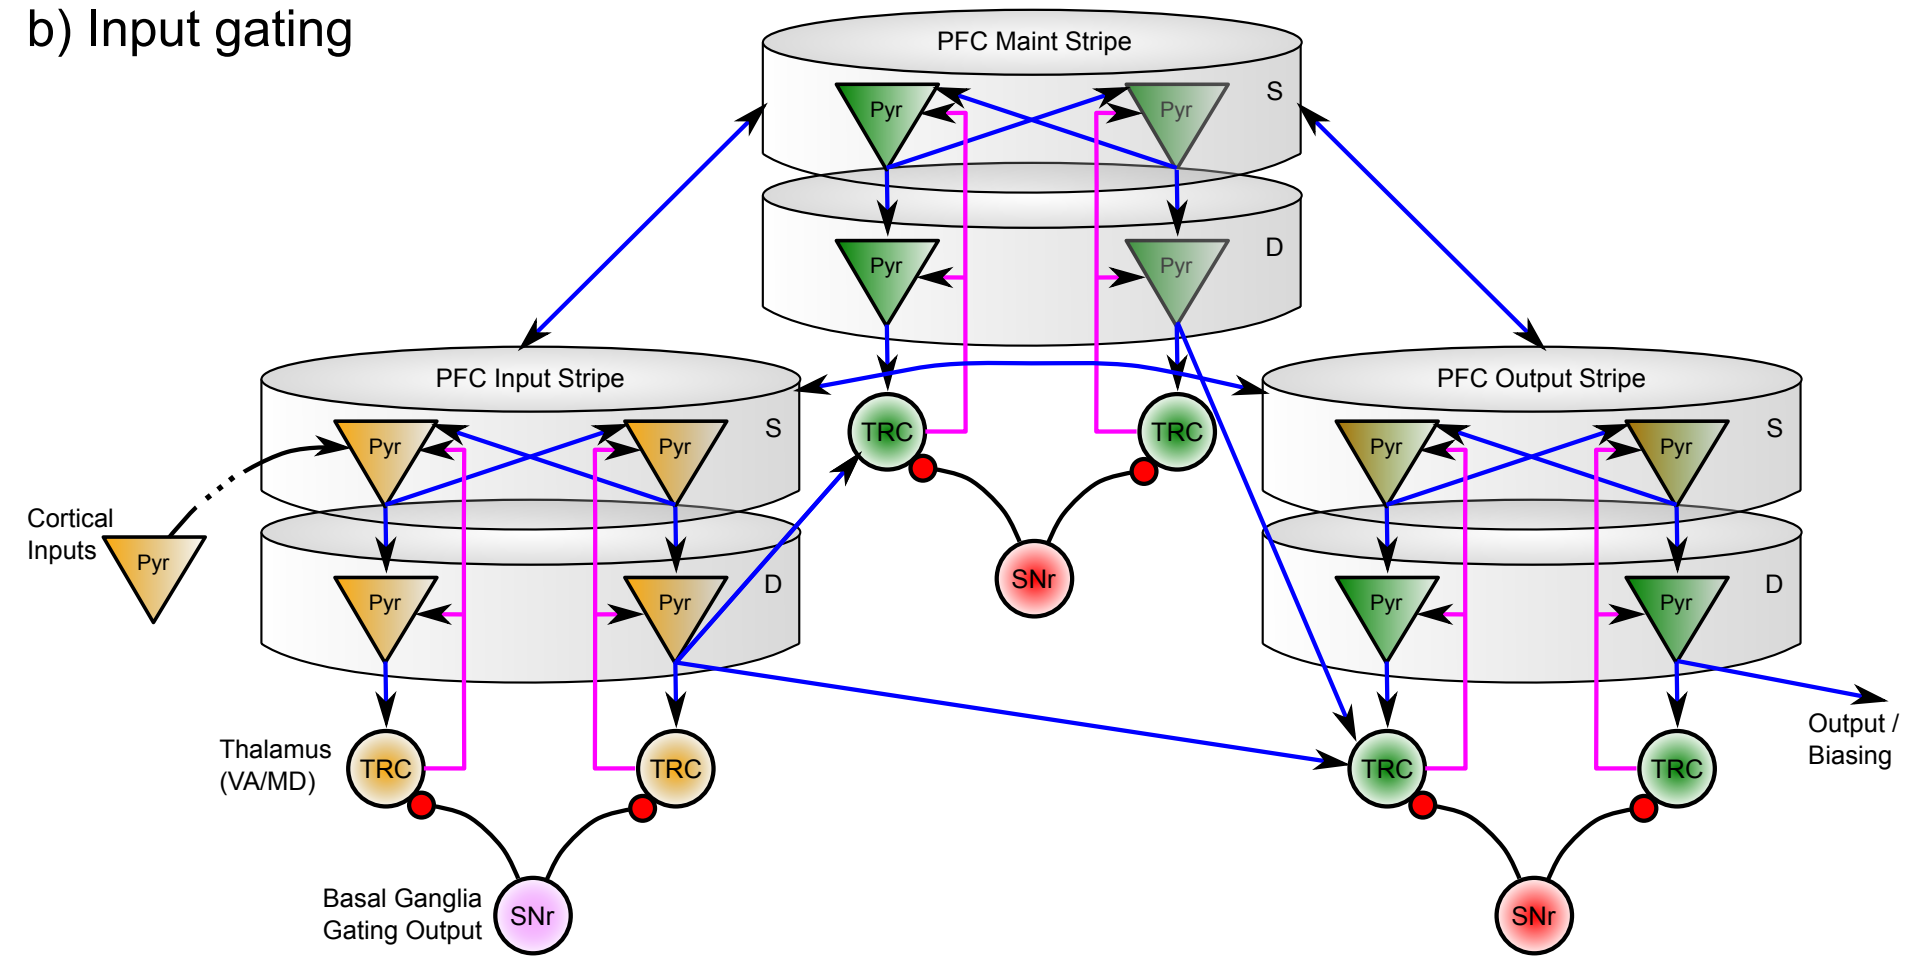 b) Input gating
PFC Maint Stripe
Pyr
Pyr
S
Pyr
Pyr
D
PFC Input Stripe
Pyr
Pyr
S
TRC
TRC
PFC Output Stripe
Pyr
Pyr
S
Cortical
Inputs
Pyr
Pyr
Pyr
D
SNr
Pyr
Pyr
D
Thalamus
(VA/MD)
TRC
TRC
TRC
TRC
Output /
Biasing
Basal Ganglia
Gating Output
SNr
SNr